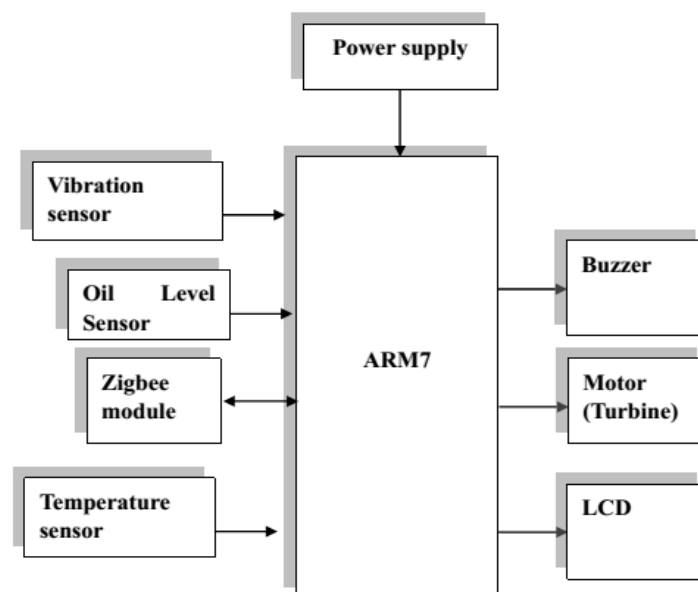 Power supply
Vibration
sensor
Oil Level
Sensor
Zigbee
module
Temperature
sensor
ARM7
Buzzer
Motor
(Turbine)
LCD